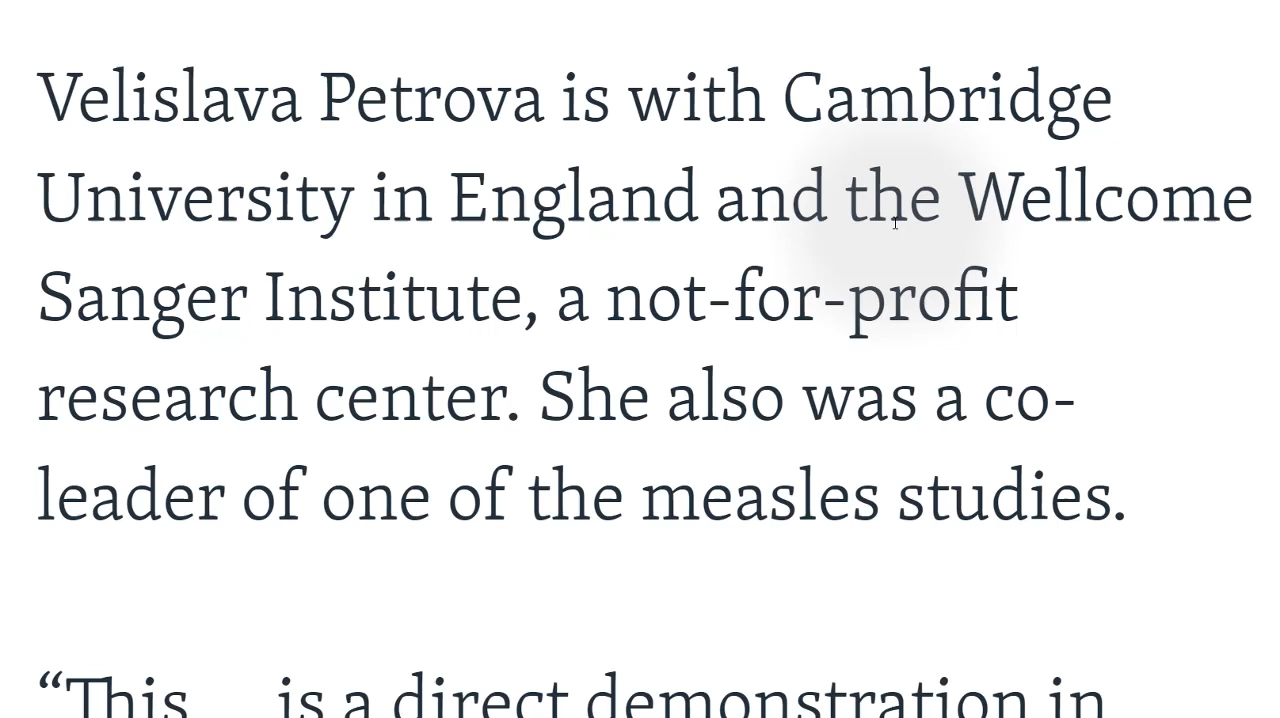 Velislava Petrova is with Cambridge
University in England and the Wellcome
Sanger Institute, a not-for-profit
research center. She also was a co-
leader of one of the measles studies.
“This is a direct demonstration in